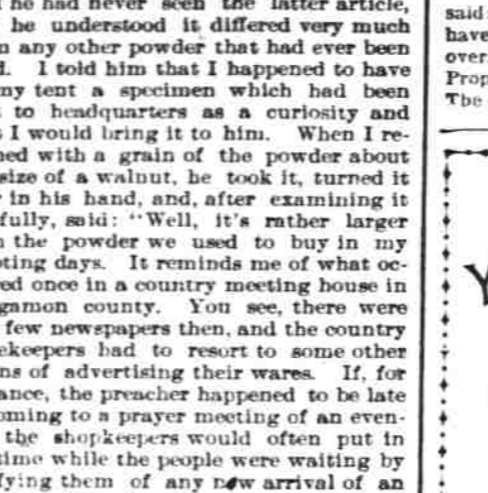 he had never seen the latter article,
he understood it differed very much
any other powder that had ever been
I told him that I happened to have
my tent a specimen which had been
to headquarters as a curiosity and
I would bring it to him. When I re-
ned with a grain of the powder about
size of a walnut, he took it, turned it
in his hand, and, after examining it
fully, said: "Well, it's rather larger
the powder we used to buy in my
oting days. It reminds me of what oc-
red once in a country meeting house in
gamon county. You see, there were
few newspapers then, and the country
ekeepers had to resort to some other
ns of advertising their wares. If, for
ance, the preacher happened to be late
oming to a prayer meeting of an even-
the shopkeepers would often put in
time while the people were waiting by
fying them of any new arrival of an
said
have
over
Prop
The
Y